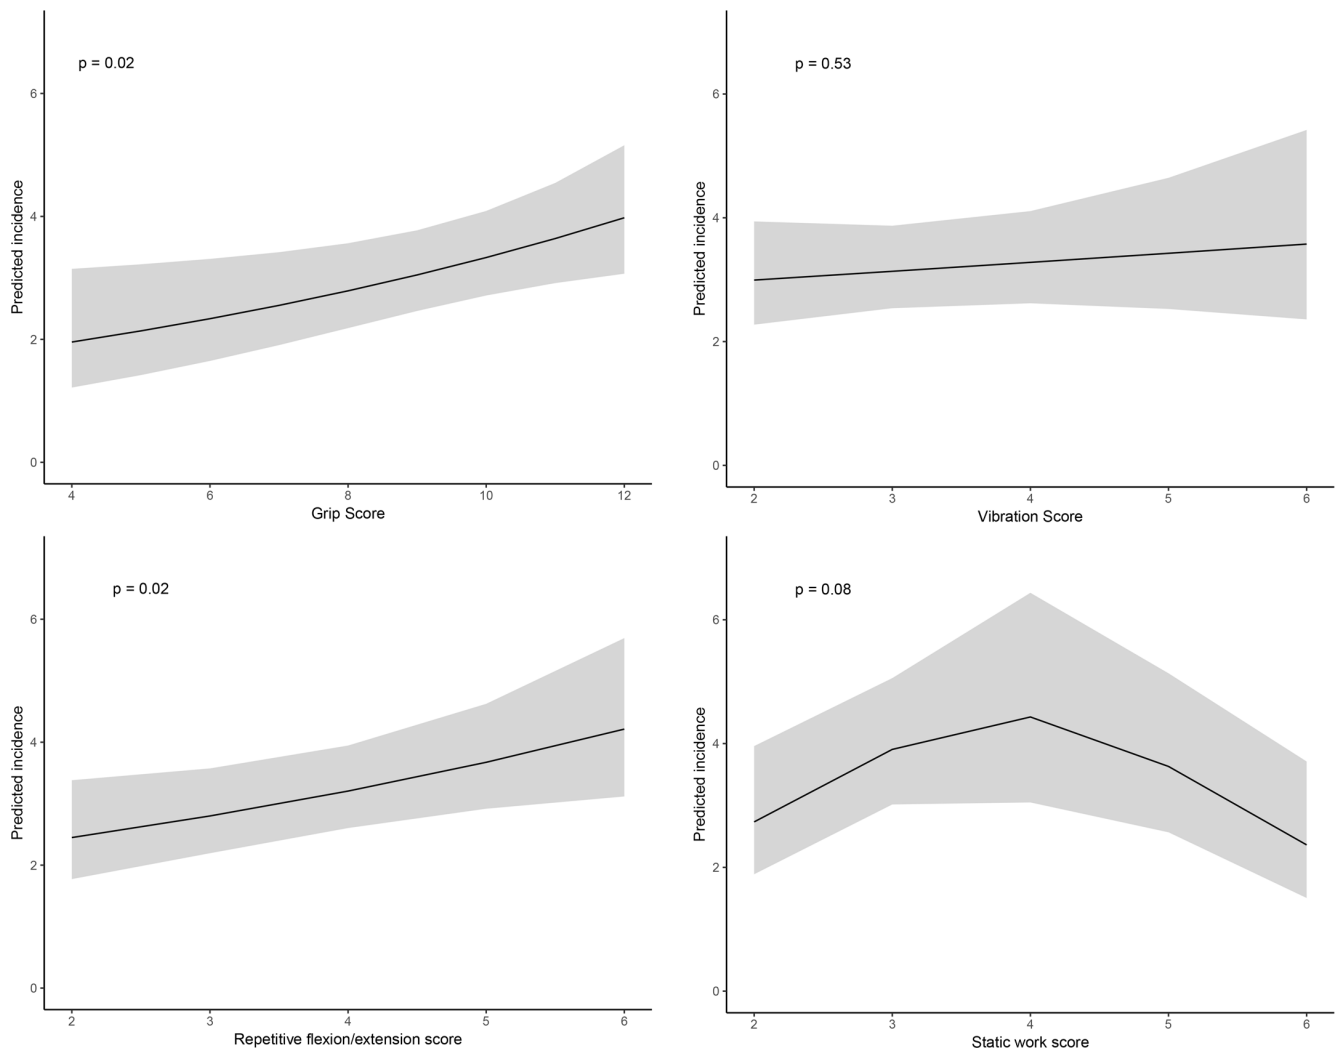 p = 0.02
6
4
2
0
Predicted incidence
4 6 8 10 12
Grip Score
p = 0.53
6
4
2
0
Predicted incidence
2 3 4 5 6
Vibration Score
p = 0.02
6
4
2
0
Predicted incidence
2 3 4 5 6
Repetitive flexion/extension score
p = 0.08
6
4
2
0
Predicted incidence
2 3 4 5 6
Static work score